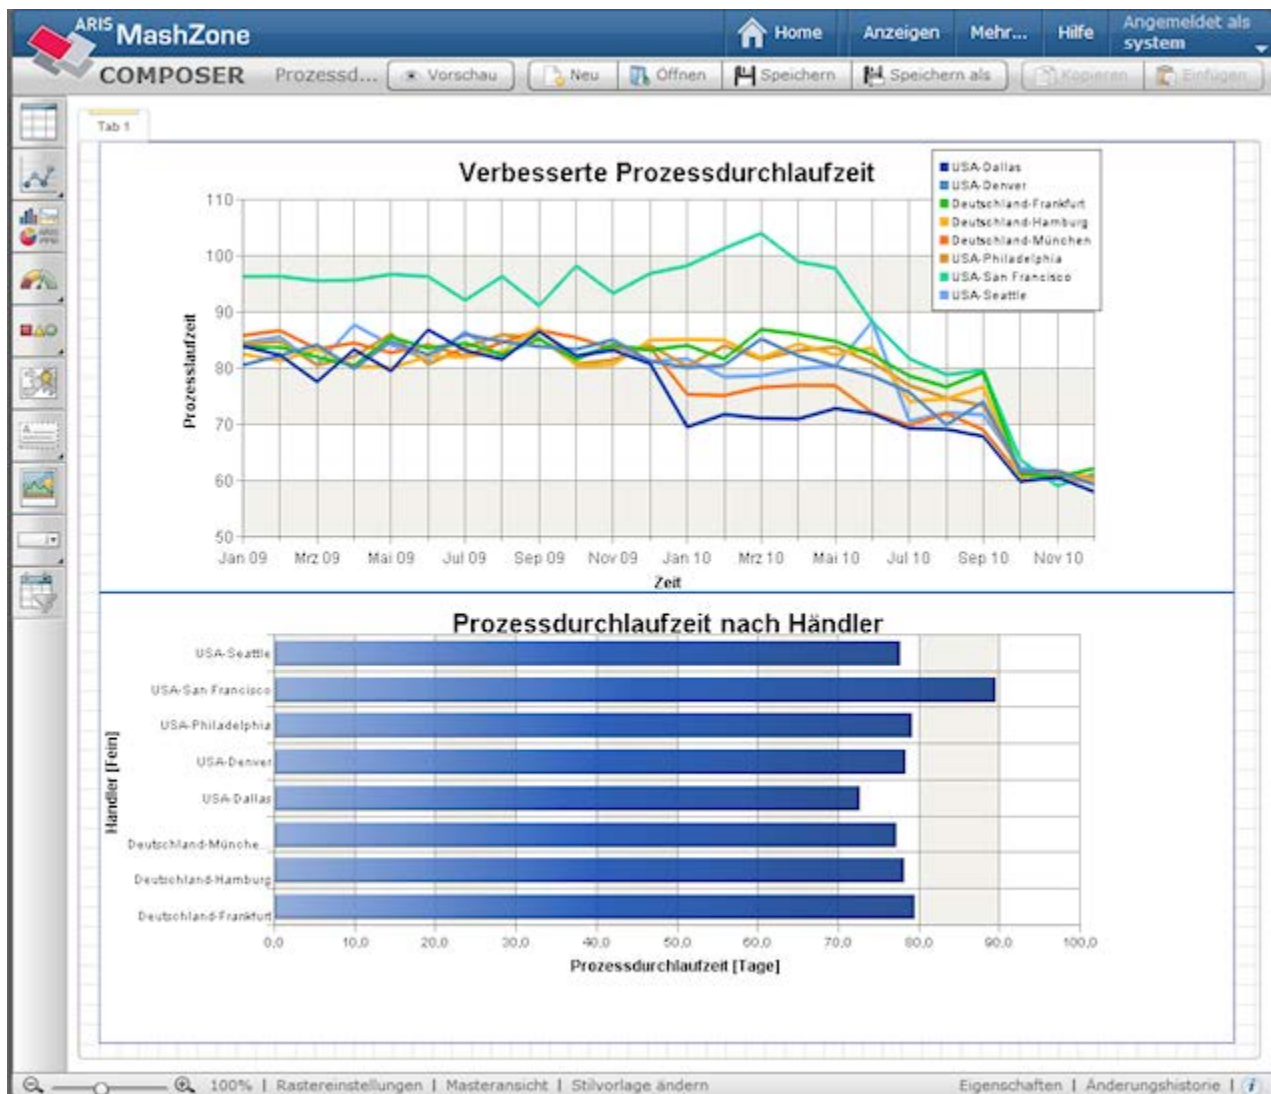 ARIS MashZone
Home Anzeigen Mehr... Hilfe Angemeldet als
system
COMPOSER Prozessd... Vorschau Neu Öffnen Speichern Speichern als Kopieren Einfügen
Tab 1
Verbesserte Prozessdurchlaufzeit
USA-Dallas
USA-Denver
Deutschland-Frankfurt
Deutschland-Hamburg
Deutschland-München
USA-Philadelphia
USA-San Francisco
USA-Seattle
Prozesslaufzeit
110
100
90
80
70
60
50
Jan 09 Mrz 09 Mai 09 Jul 09 Sep 09 Nov 09 Jan 10 Mrz 10 Mai 10 Jul 10 Sep 10 Nov 10
Zeit
Prozessdurchlaufzeit nach Händler
Händler [Fein]
USA-Seattle
USA-San Francisco
USA-Philadelphia
USA-Denver
USA-Dallas
Deutschland-Münche...
Deutschland-Hamburg
Deutschland-Frankfurt
0,0 10,0 20,0 30,0 40,0 50,0 60,0 70,0 80,0 90,0 100,0
Prozessdurchlaufzeit [Tage]
100% | Rastereinstellungen | Masteransicht | Stilvorlage ändern Eigenschaften | Änderungshistorie |